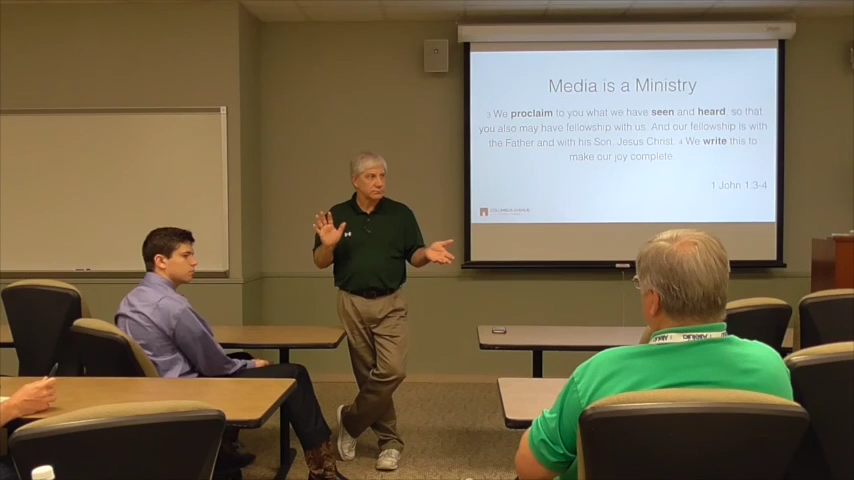 Media is a Ministry
3 We proclaim to you what we have seen and heard, so that
you also may have fellowship with us. And our fellowship is with
the Father and with his Son, Jesus Christ. 4 We write this to
make our joy complete.
1 John 1:3-4